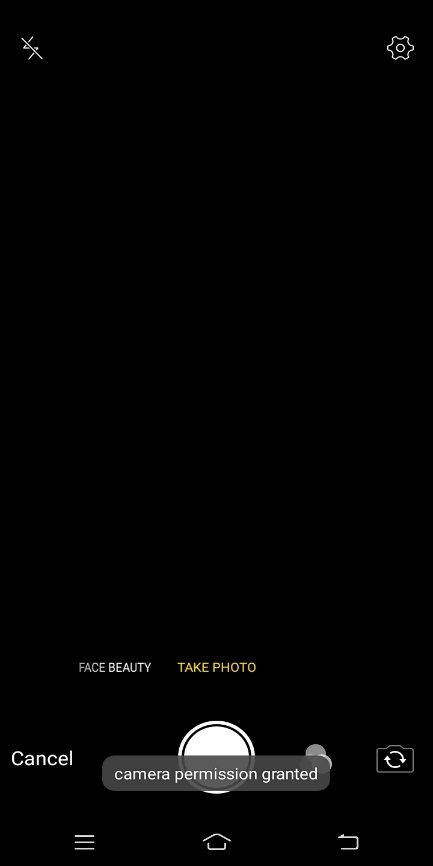 FACE BEAUTY
TAKE PHOTO
Cancel
camera permission granted